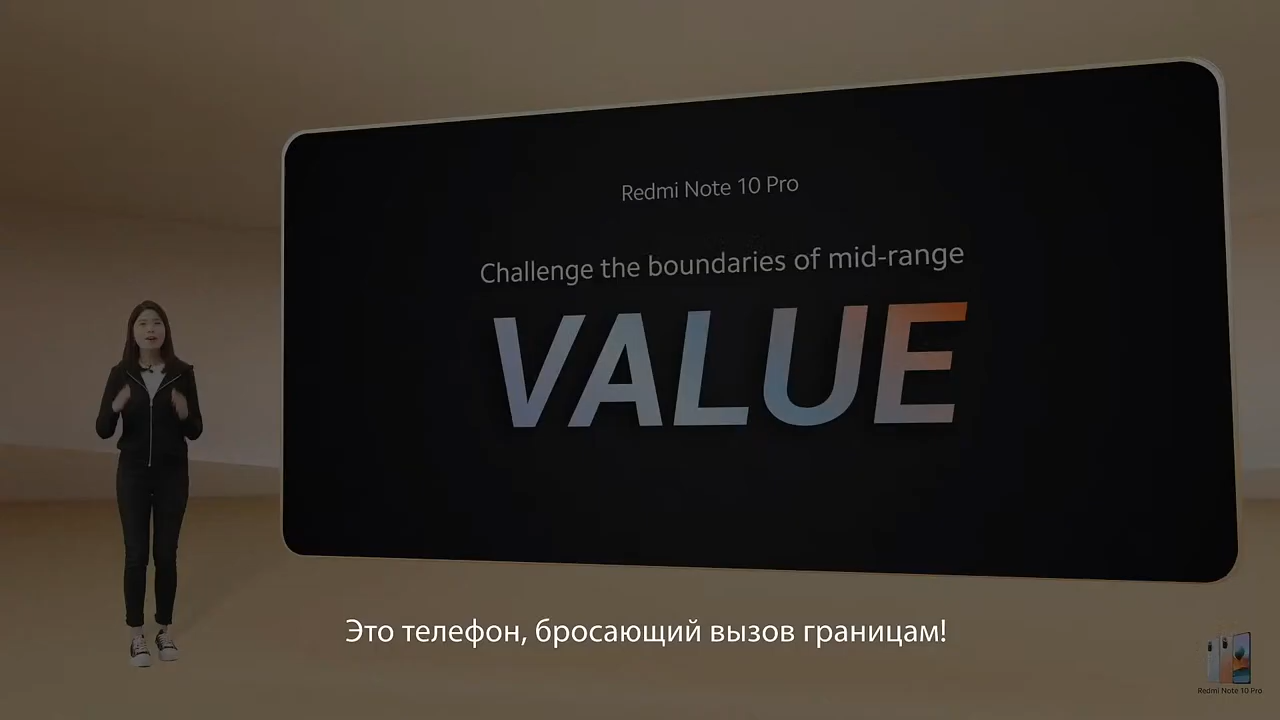 Redmi Note 10 Pro
Challenge the boundaries of mid-range
VALUE
Это телефон, бросающий вызов границам!
Redmi Note 10 Pro